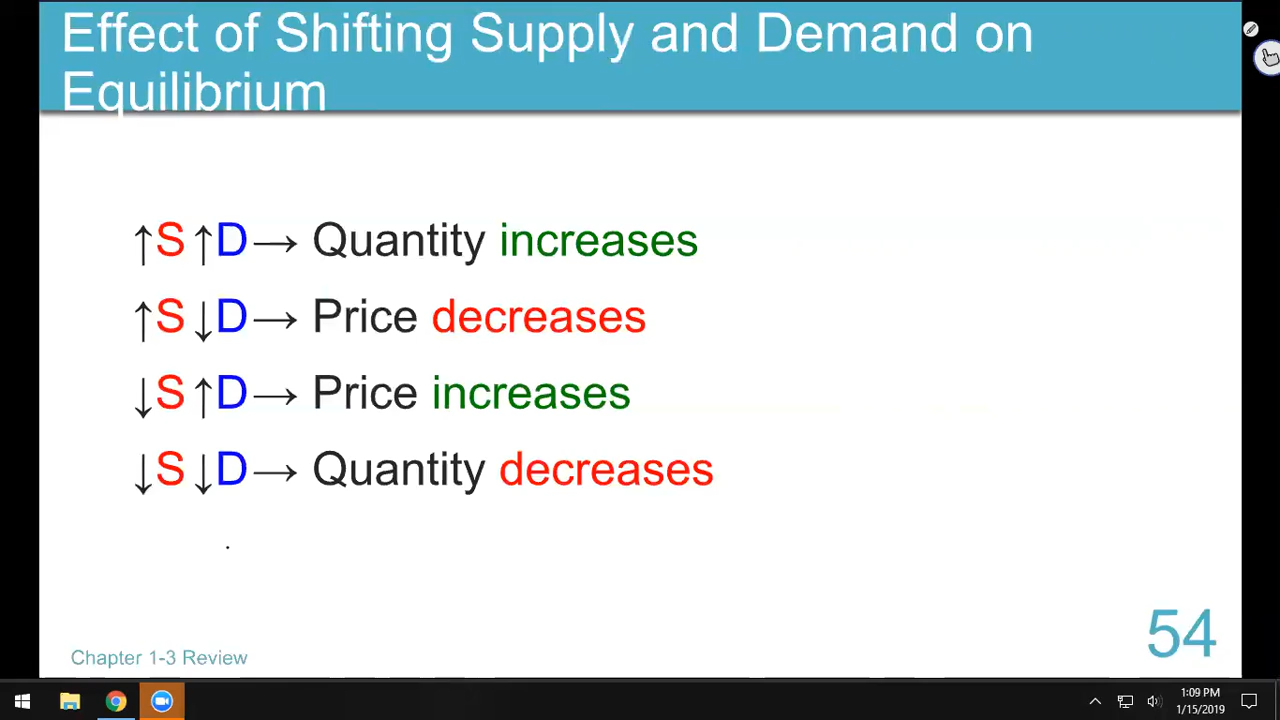 Effect of Shifting Supply and Demand on
Equilibrium
↑S ↑D→ Quantity increases
↑S ↓D→ Price decreases
↓S ↑D→ Price increases
↓S ↓D→ Quantity decreases
54
Chapter 1-3 Review
1:09 PM
1/15/2019